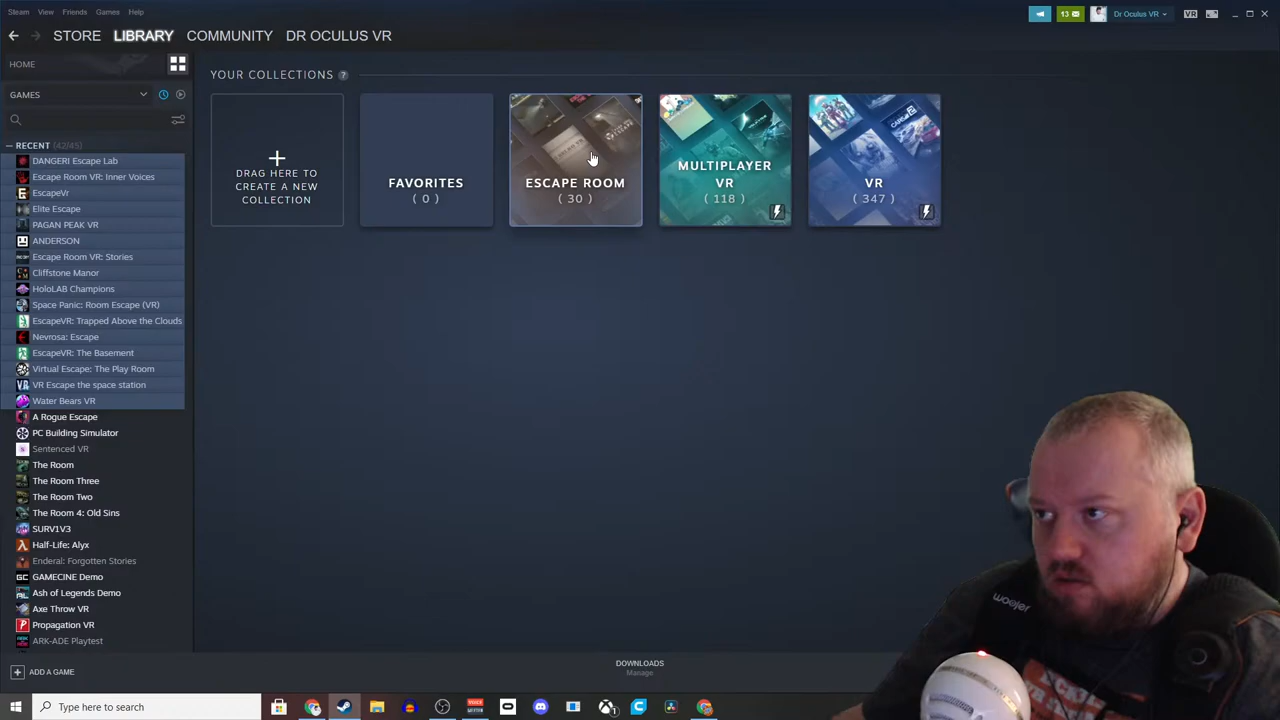 Steam View Friends Games Help
13
Dr Oculus VR
VR
STORE LIBRARY COMMUNITY DR OCULUS VR
HOME
GAMES
RECENT (42/45)
DANGER! Escape Lab
Escape Room VR: Inner Voices
EscapeVr
Elite Escape
PAGAN PEAK VR
ANDERSON
Escape Room VR: Stories
Cliffstone Manor
HoloLAB Champions
Space Panic: Room Escape (VR)
EscapeVR: Trapped Above the Clouds
Nevrosa: Escape
EscapeVR: The Basement
Virtual Escape: The Play Room
VR Escape the space station
Water Bears VR
A Rogue Escape
PC Building Simulator
Sentenced VR
The Room
The Room Three
The Room Two
The Room 4: Old Sins
SURV1V3
Half-Life: Alyx
Enderal: Forgotten Stories
GAMECINE Demo
Ash of Legends Demo
Axe Throw VR
Propagation VR
ARK-ADE Playtest
ADD A GAME
YOUR COLLECTIONS ?
+
DRAG HERE TO
CREATE A NEW
COLLECTION
FAVORITES
( 0 )
ESCAPE ROOM
( 30 )
MULTIPLAYER
VR
( 118 )
VR
( 347 )
DOWNLOADS
Manage
woojer
Type here to search